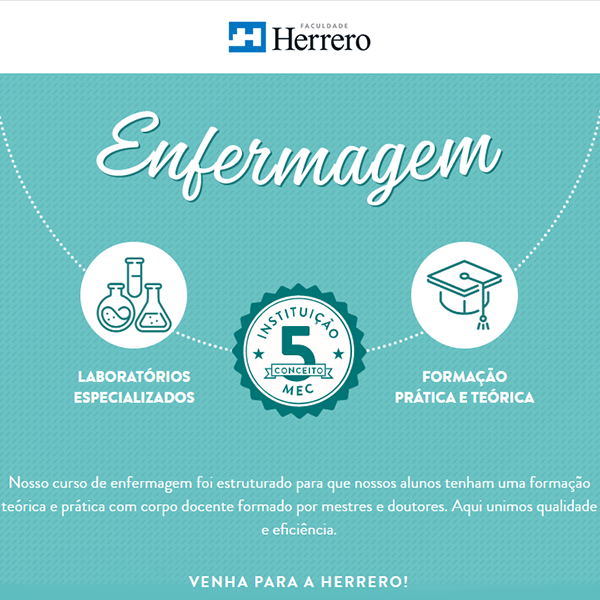 FACULDADE
Herrero
Enfermagem
INSTITUIÇÃO
5
CONCEITO
MEC
LABORATÓRIOS
ESPECIALIZADOS
FORMAÇÃO
PRÁTICA E TEÓRICA
Nosso curso de enfermagem foi estruturado para que nossos alunos tenham uma formação
teórica e prática com corpo docente formado por mestres e doutores. Aqui unimos qualidade
e eficiência.
VENHA PARA A HERRERO!